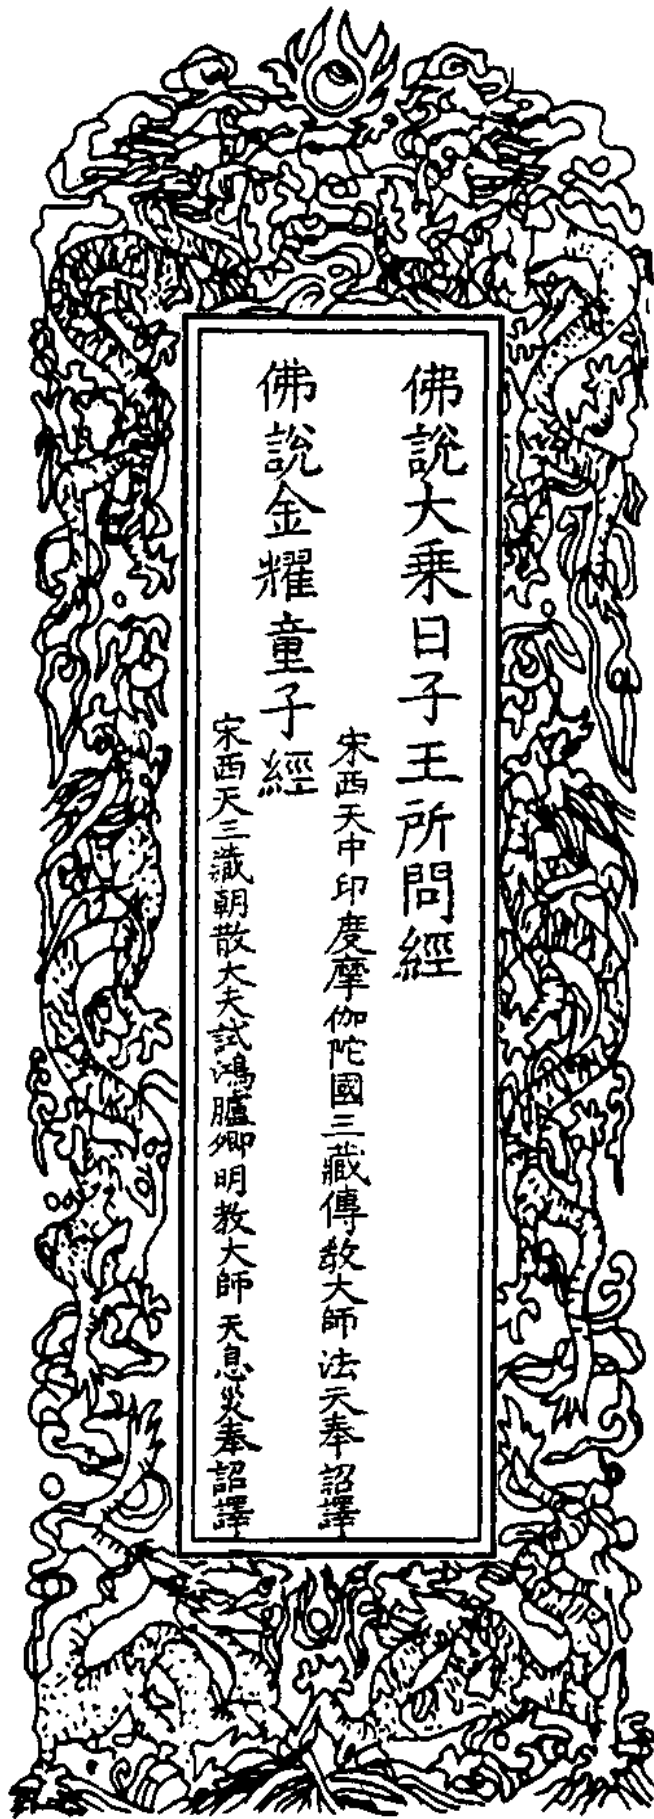 佛說大乗日子王所問經
宋西天中印度摩伽陀國三藏傳教大師法天奉詔譯
佛說金耀童子經
宋西天三藏朝散大夫試鴻臚卿明教大師天息災奉詔譯